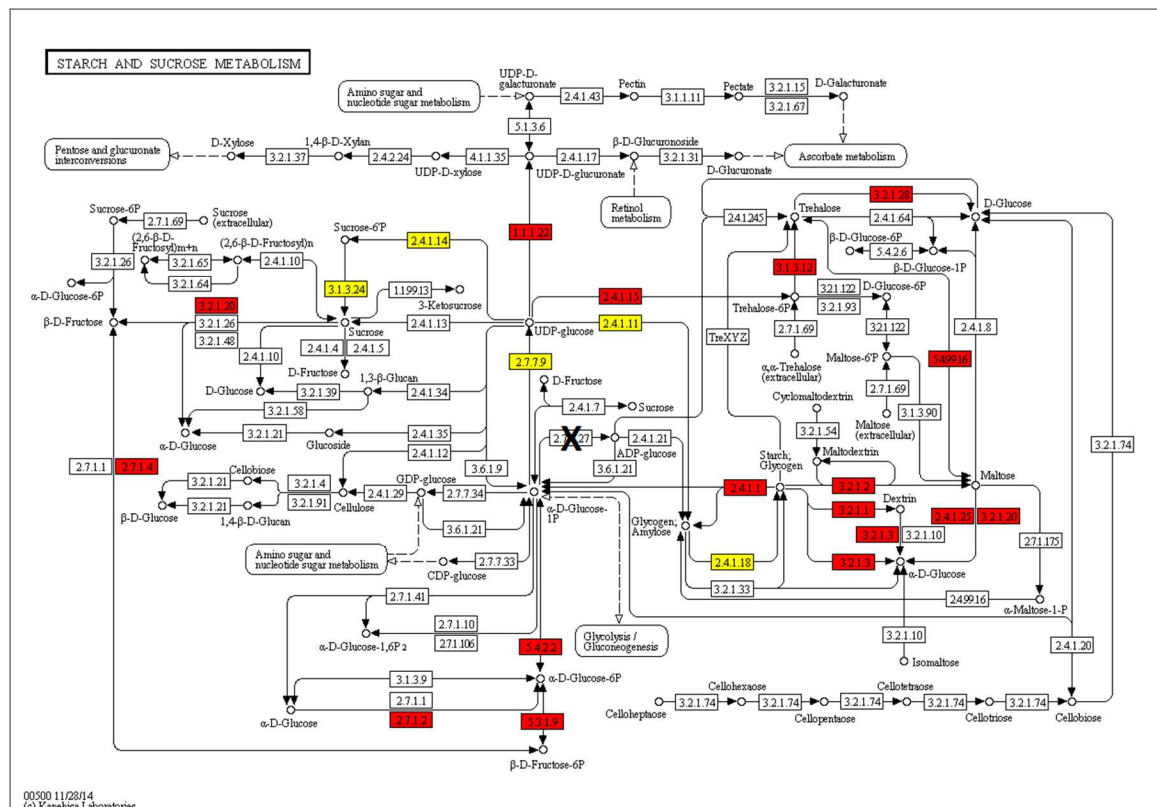 STARCH AND SUCROSE METABOLISM
UDP-D-
galacturonate
Pectin
Pectate
D-Galacturonate
Amino sugar and
nucleotide sugar metabolism
2.4.1.43
3.1.1.11
3.2.1.15
3.2.1.67
5.1.3.6
D-Xylose
1,4-β-D-Xylan
β-D-Glucuronoside
Pentose and glucuronate
interconversions
3.2.1.37
2.4.2.24
4.1.1.35
2.4.1.17
3.2.1.31
Ascorbate metabolism
UDP-D-xylose
UDP-D-glucuronate
D-Glucuronate
Retinol
metabolism
Sucrose-6P
2.7.1.69
Sucrose
(extracellular)
Sucrose-6'P
2.4.1.14
1.1.1.22
2.4.1.245
Trehalose
3.2.1.28
2.4.1.64
D-Glucose
β-D-Glucose-6P
5.4.2.6
β-D-Glucose-1P
(2,6-β-D-
Fructosyl)m+n
(2,6-β-D-Fructosyl)n
3.2.1.26
3.2.1.65
3.2.1.64
2.4.1.10
α-D-Glucose-6P
3.1.3.24
1.1.99.13
3-Ketosucrose
3.1.3.12
2.4.1.15
Trehalose-6P
3.2.1.122
3.2.1.93
D-Glucose-6P
3.2.1.20
β-D-Fructose
3.2.1.26
3.2.1.48
Sucrose
2.4.1.13
UDP-glucose
2.4.1.11
TreXYZ
2.7.1.69
3.2.1.122
2.4.1.8
2.4.1.10
2.4.1.4
2.4.1.5
2.7.7.9
α,α-Trehalose
(extracellular)
Maltose-6'P
5.4.99.16
D-Fructose
D-Glucose
3.2.1.39
1,3-β-Glucan
2.4.1.34
D-Fructose
2.4.1.7
Sucrose
Cyclomaltodextrin
2.7.1.69
3.1.3.90
Maltose
(extracellular)
3.2.1.58
α-D-Glucose
3.2.1.21
Glucoside
2.4.1.35
X
2.4.1.21
ADP-glucose
3.2.1.54
Maltodextrin
3.2.1.74
2.4.1.12
3.6.1.9
3.6.1.21
Starch;
Glycogen
Maltose
2.7.1.1
2.7.1.4
3.2.1.21
Cellobiose
3.2.1.4
GDP-glucose
2.4.1.29
2.7.7.34
α-D-Glucose-
1P
2.4.1.1
3.2.1.2
Dextrin
β-D-Glucose
3.2.1.21
1,4-β-D-Glucan
3.2.1.91
Cellulose
3.6.1.21
Glycogen;
Amylose
3.2.1.1
2.4.1.25
3.2.1.20
3.2.1.3
3.2.1.10
2.7.1.175
Amino sugar and
nucleotide sugar metabolism
2.7.7.33
CDP-glucose
2.4.1.18
3.2.1.3
α-D-Glucose
3.2.1.33
2.7.1.41
2.4.99.16
α-Maltose-1-P
2.7.1.10
2.7.1.106
α-D-Glucose-1,6P2
Glycolysis /
Gluconeogenesis
3.2.1.10
Isomaltose
2.4.1.20
5.4.2.2
3.1.3.9
α-D-Glucose-6P
2.7.1.1
2.7.1.2
α-D-Glucose
5.3.1.9
β-D-Fructose-6P
Celloheptaose
3.2.1.74
Cellohexaose
3.2.1.74
Cellopentaose
3.2.1.74
Cellotetraose
3.2.1.74
Cellotriose
3.2.1.74
Cellobiose
00500 11/28/14
(c) Kanehisa Laboratories